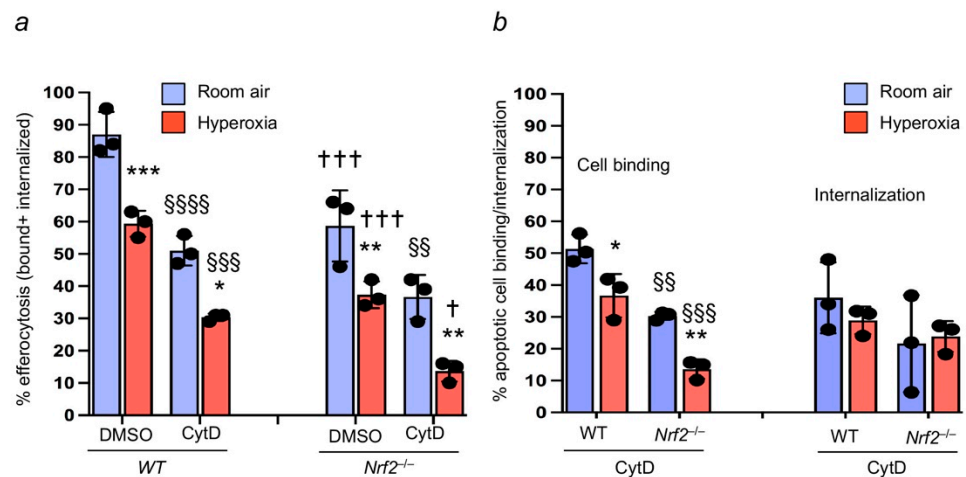 a
% efferocytosis (bound+ internalized)
100
90
80
70
60
50
40
30
20
10
0
Room air
Hyperoxia
***
§§§§
§§§
*
†††
†††
**
§§
†
**
DMSO CytD DMSO CytD
WT Nrf2–/–
b
% apoptotic cell binding/internalization
100
90
80
70
60
50
40
30
20
10
0
Room air
Hyperoxia
Cell binding
Internalization
*
§§
§§§
**
WT Nrf2–/– WT Nrf2–/–
CytD CytD